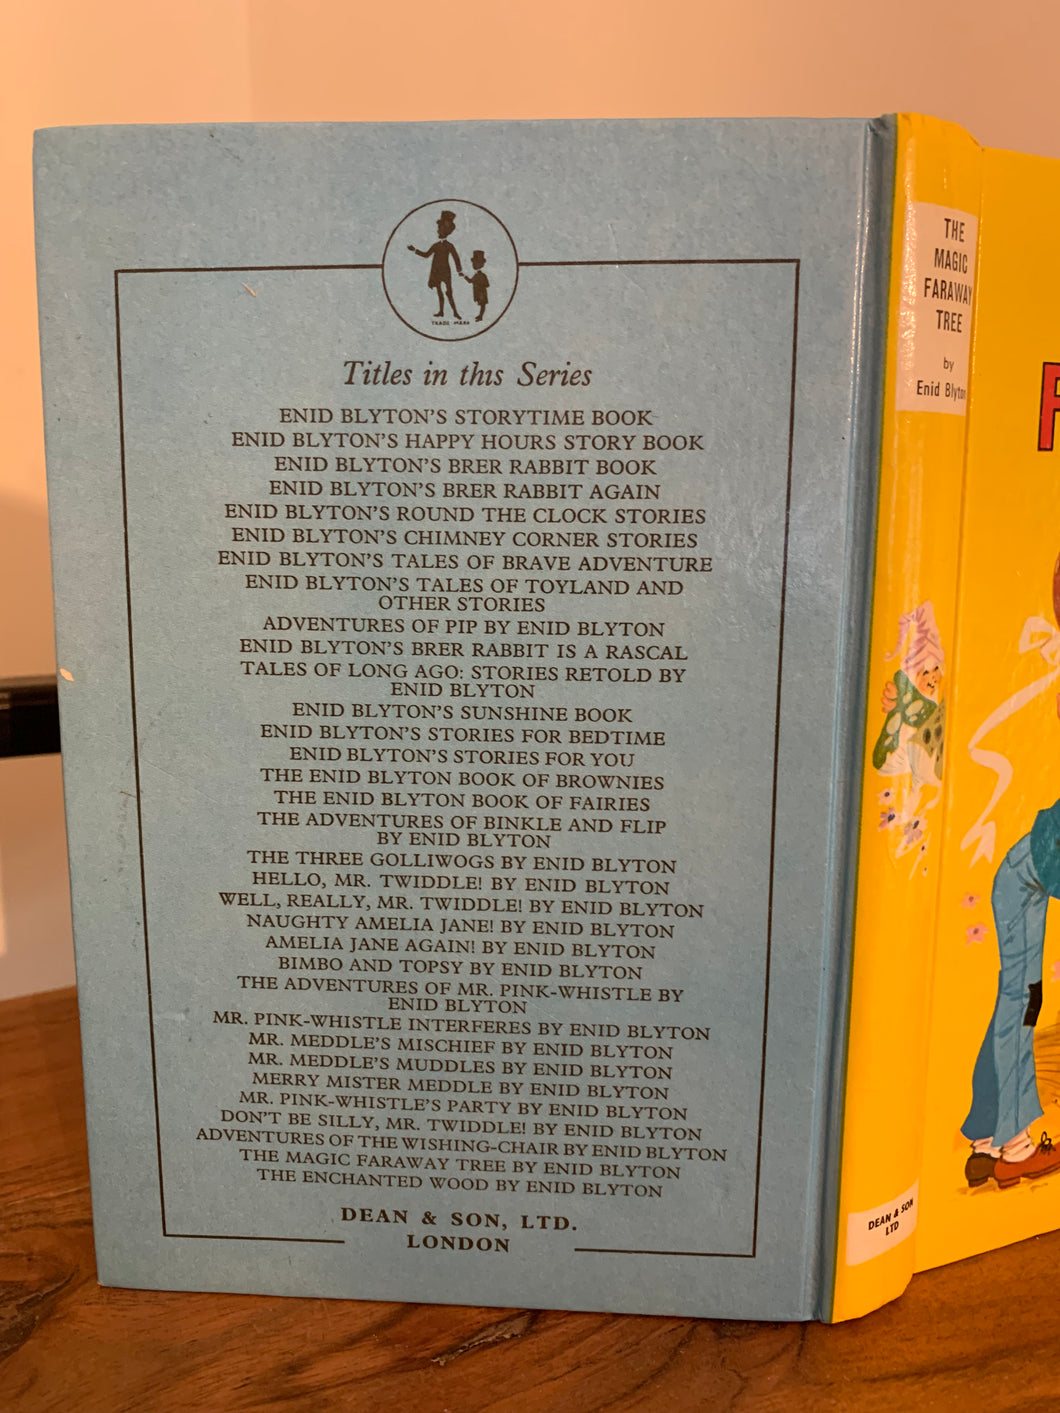 TRADE MARK
Titles in this Series
ENID BLYTON'S STORYTIME BOOK
ENID BLYTON'S HAPPY HOURS STORY BOOK
ENID BLYTON'S BRER RABBIT BOOK
ENID BLYTON'S BRER RABBIT AGAIN
ENID BLYTON'S ROUND THE CLOCK STORIES
ENID BLYTON'S CHIMNEY CORNER STORIES
ENID BLYTON'S TALES OF BRAVE ADVENTURE
ENID BLYTON'S TALES OF TOYLAND AND
OTHER STORIES
ADVENTURES OF PIP BY ENID BLYTON
ENID BLYTON'S BRER RABBIT IS A RASCAL
TALES OF LONG AGO: STORIES RETOLD BY
ENID BLYTON
ENID BLYTON'S SUNSHINE BOOK
ENID BLYTON'S STORIES FOR BEDTIME
ENID BLYTON'S STORIES FOR YOU
THE ENID BLYTON BOOK OF BROWNIES
THE ENID BLYTON BOOK OF FAIRIES
THE ADVENTURES OF BINKLE AND FLIP
BY ENID BLYTON
THE THREE GOLLIWOGS BY ENID BLYTON
HELLO, MR. TWIDDLE! BY ENID BLYTON
WELL, REALLY, MR. TWIDDLE! BY ENID BLYTON
NAUGHTY AMELIA JANE! BY ENID BLYTON
AMELIA JANE AGAIN! BY ENID BLYTON
BIMBO AND TOPSY BY ENID BLYTON
THE ADVENTURES OF MR. PINK-WHISTLE BY
ENID BLYTON
MR. PINK-WHISTLE INTERFERES BY ENID BLYTON
MR. MEDDLE'S MISCHIEF BY ENID BLYTON
MR. MEDDLE'S MUDDLES BY ENID BLYTON
MERRY MISTER MEDDLE BY ENID BLYTON
MR. PINK-WHISTLE'S PARTY BY ENID BLYTON
DON'T BE SILLY, MR. TWIDDLE! BY ENID BLYTON
ADVENTURES OF THE WISHING-CHAIR BY ENID BLYTON
THE MAGIC FARAWAY TREE BY ENID BLYTON
THE ENCHANTED WOOD BY ENID BLYTON
DEAN & SON, LTD.
LONDON
THE
MAGIC
FARAWAY
TREE
by
Enid Blyton
DEAN & SON
LTD